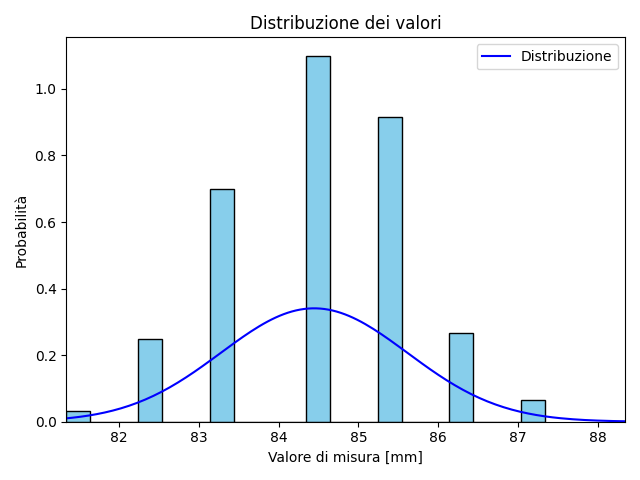 Distribuzione dei valori
Distribuzione
Probabilità
1.0
0.8
0.6
0.4
0.2
0.0
82 83 84 85 86 87 88
Valore di misura [mm]